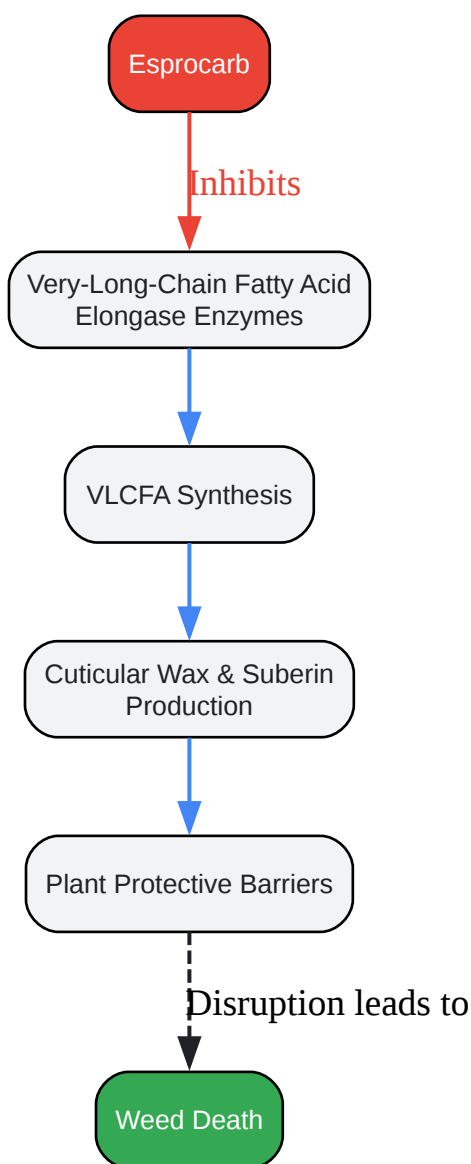 Esprocarb
Inhibits
Very-Long-Chain Fatty Acid
Elongase Enzymes
VLCFA Synthesis
Cuticular Wax & Suberin
Production
Plant Protective Barriers
Disruption leads to
Weed Death